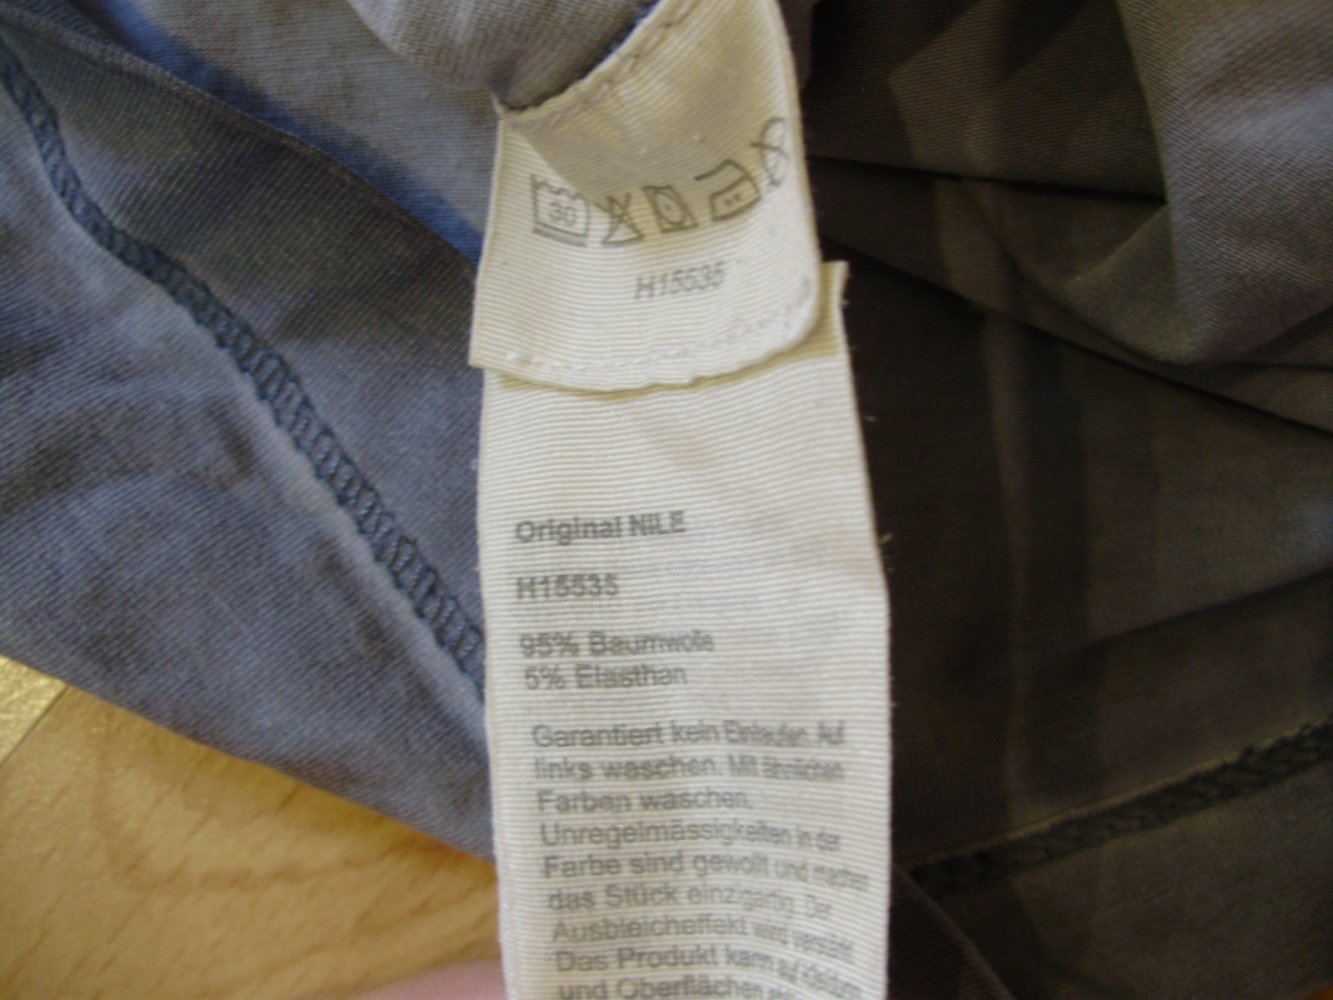 30
H15535
Original NILE
H15535
95% Baumwolle
5% Elasthan
Garantiert kein Einlaufen. Auf
links waschen. Mit ähnlichen
Farben waschen.
Unregelmässigkeiten in der
Farbe sind gewollt und machen
das Stück einzigartig. Der
Ausbleicheffekt wird verstärkt.
Das Produkt kann auf
und Oberflächen